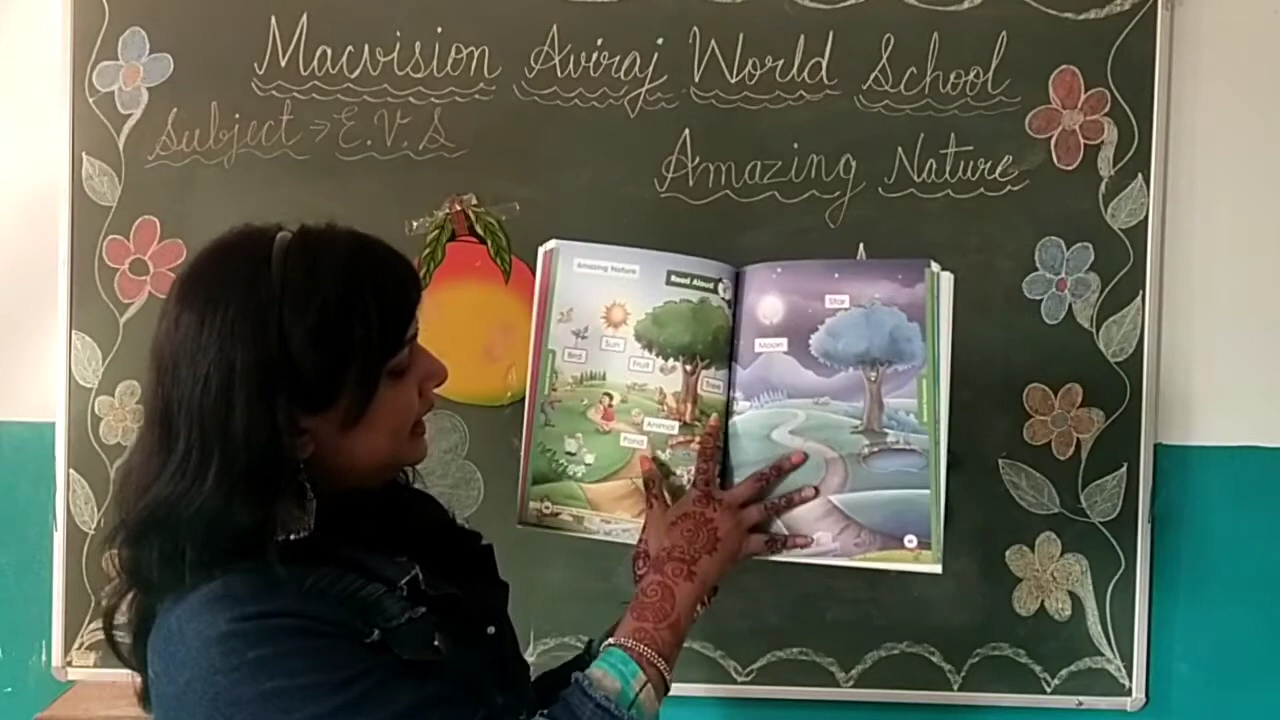 Macvision Aviraj World School
Subject → E.V.S
Amazing Nature
Amazing Nature
Read Aloud
Sun
Bird
Fruit
Tree
Animal
Pond
Star
Moon